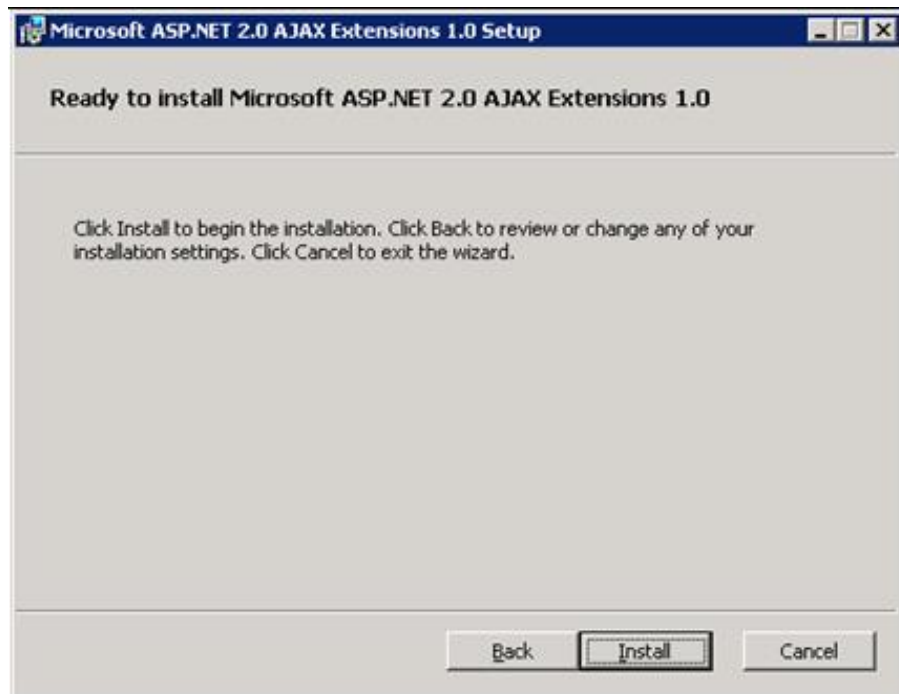 Microsoft ASP.NET 2.0 AJAX Extensions 1.0 Setup
Ready to install Microsoft ASP.NET 2.0 AJAX Extensions 1.0
Click Install to begin the installation. Click Back to review or change any of your
installation settings. Click Cancel to exit the wizard.
Back Install Cancel